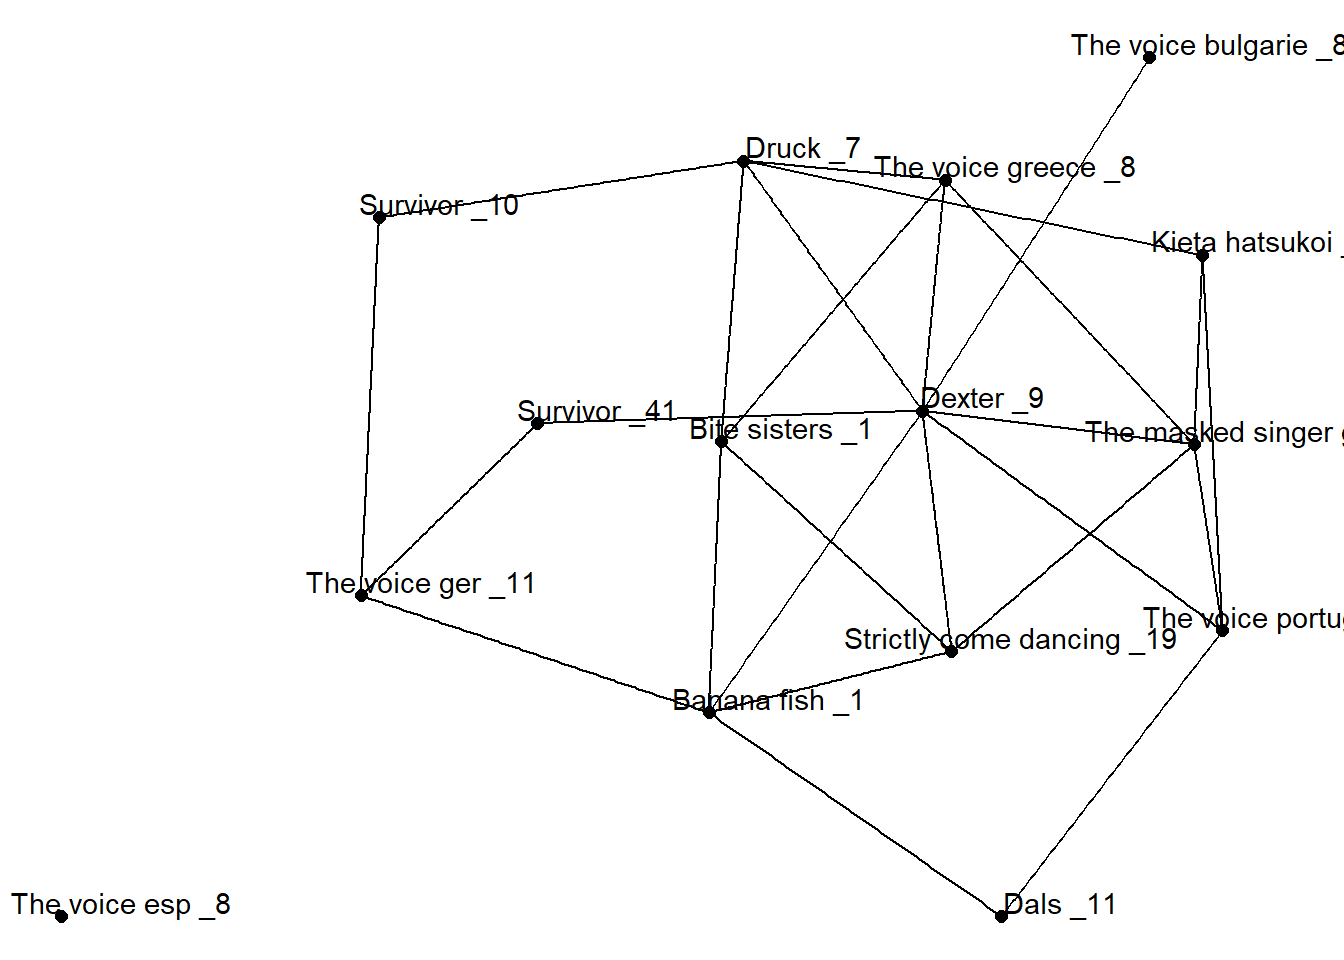 The voice bulgarie _8
Druck _7
The voice greece _8
Survivor _10
Kieta hatsukoi _
Dexter _9
Survivor _41
Bite sisters _1
The masked singer g
The voice ger _11
The voice portug
Strictly come dancing _19
Banana fish _1
The voice esp _8
Dals _11